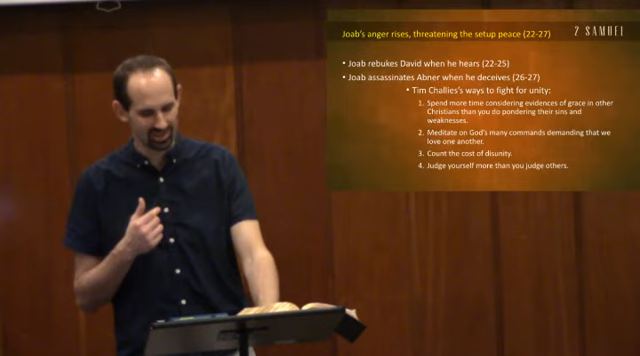 Joab's anger rises, threatening the setup peace (22-27)
2 SAMUEL
• Joab rebukes David when he hears (22-25)
• Joab assassinates Abner when he deceives (26-27)
• Tim Challies's ways to fight for unity:
1. Spend more time considering evidences of grace in other
Christians than you do pondering their sins and
weaknesses.
2. Meditate on God's many commands demanding that we
love one another.
3. Count the cost of disunity.
4. Judge yourself more than you judge others.